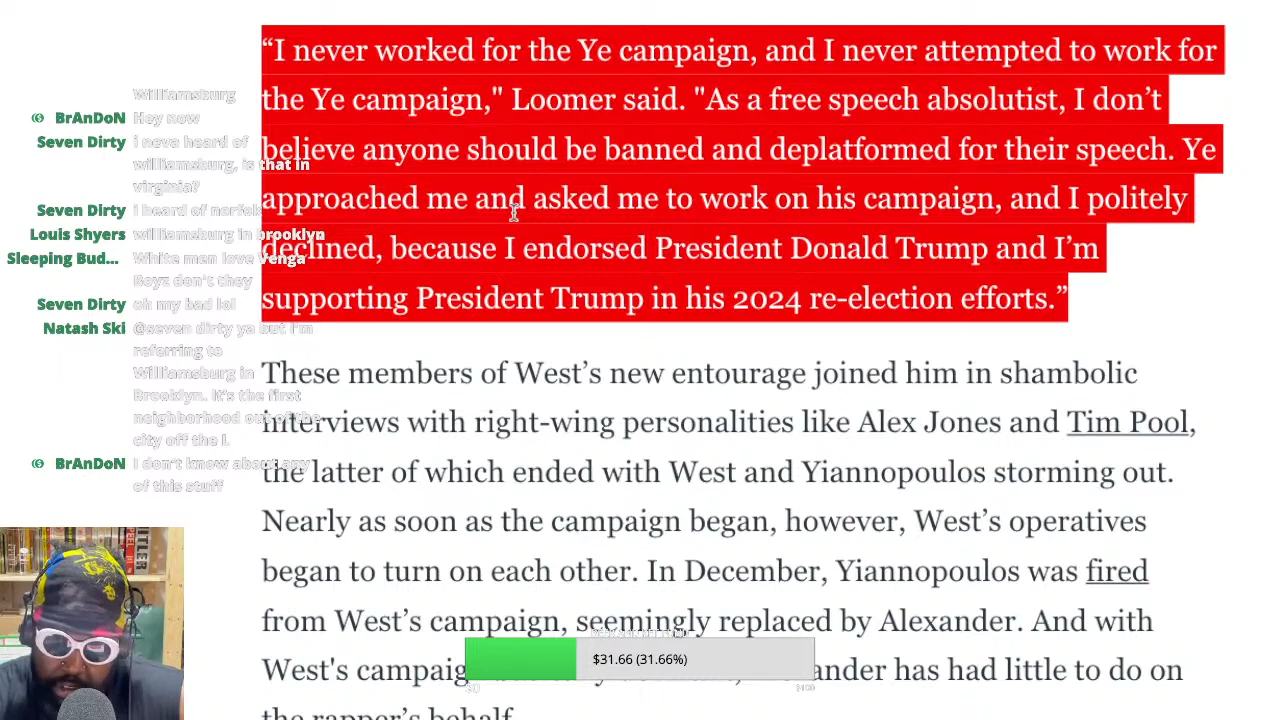 “I never worked for the Ye campaign, and I never attempted to work for
the Ye campaign," Loomer said. "As a free speech absolutist, I don’t
believe anyone should be banned and deplatformed for their speech. Ye
approached me and asked me to work on his campaign, and I politely
declined, because I endorsed President Donald Trump and I’m
supporting President Trump in his 2024 re-election efforts.”
These members of West’s new entourage joined him in shambolic
interviews with right-wing personalities like Alex Jones and Tim Pool,
the latter of which ended with West and Yiannopoulos storming out.
Nearly as soon as the campaign began, however, West’s operatives
began to turn on each other. In December, Yiannopoulos was fired
from West’s campaign, seemingly replaced by Alexander. And with
West's campaign
ander has had little to do on
the rapper’s behalf.
Williamsburg
BrAnDoN Hey now
Seven Dirty i neve heard of
williamsburg, is that in
virginia?
Seven Dirty i heard of norfolk
Louis Shyers williamsburg in brooklyn
Sleeping Bud... White men love Venga
Boyz don't they
Seven Dirty oh my bad lol
Natash Ski @seven dirty ya but I'm
referring to
Williamsburg in
Brooklyn. It's the first
neighborhood out of the
city off the L
BrAnDoN I don't know about any
of this stuff
$31.66 (31.66%)
$0
$100